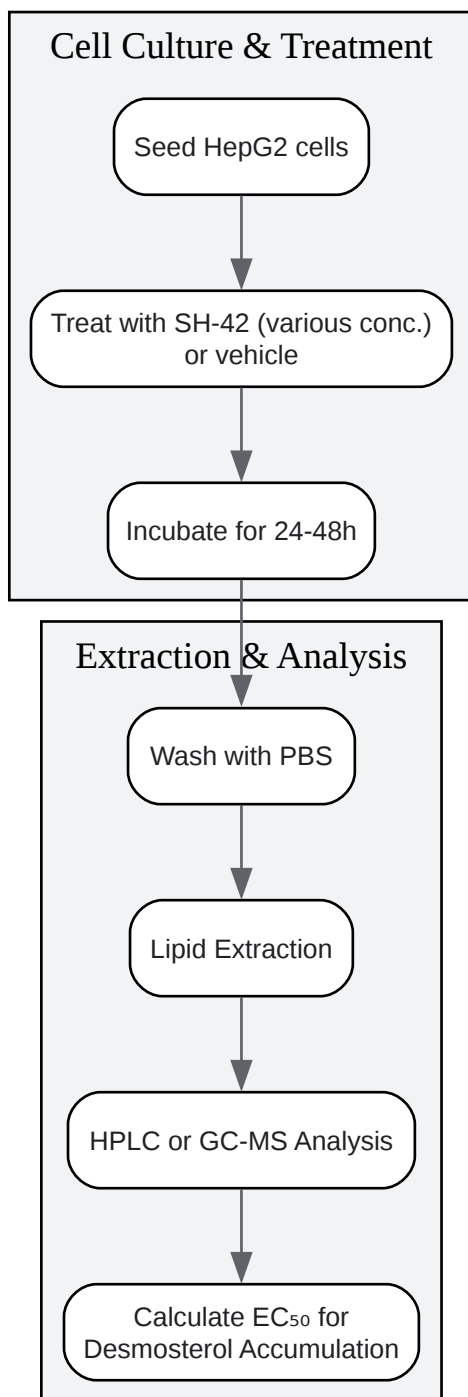 Cell Culture & Treatment
Seed HepG2 cells
Treat with SH-42 (various conc.)
or vehicle
Incubate for 24-48h
Extraction & Analysis
Wash with PBS
Lipid Extraction
HPLC or GC-MS Analysis
Calculate EC₅₀ for
Desmosterol Accumulation